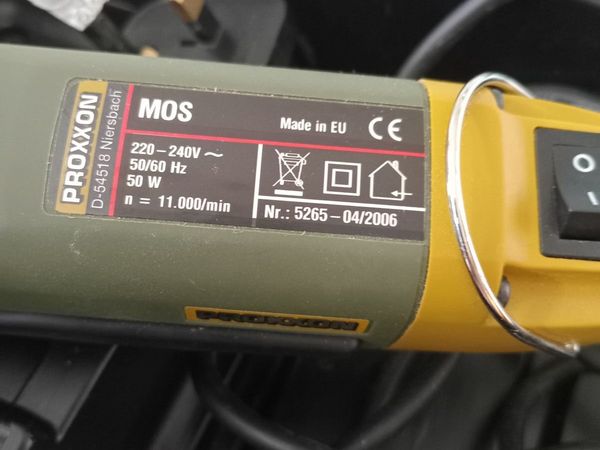 PROXXON
D-54518 Niersbach
MOS
Made in EU CE
220–240V ~
50/60 Hz
50 W
n = 11.000/min
Nr.: 5265–04/2006
PROXXON
O
I